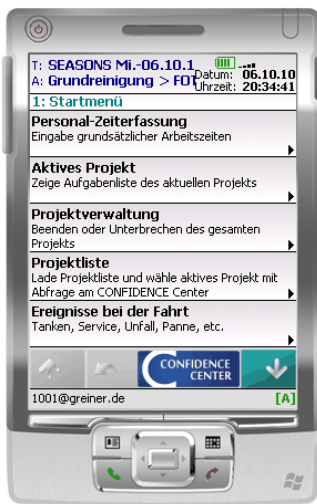 T: SEASONS Mi.-06.10.1
A: Grundreinigung > FOT
Datum: 06.10.10
Uhrzeit: 20:34:41
1: Startmenü
Personal-Zeiterfassung
Eingabe grundsätzlicher Arbeitszeiten
Aktives Projekt
Zeige Aufgabenliste des aktuellen Projekts
Projektverwaltung
Beenden oder Unterbrechen des gesamten
Projekts
Projektliste
Lade Projektliste und wähle aktives Projekt mit
Abfrage am CONFIDENCE Center
Ereignisse bei der Fahrt
Tanken, Service, Unfall, Panne, etc.
CONFIDENCE
CENTER
1001@greiner.de [A]